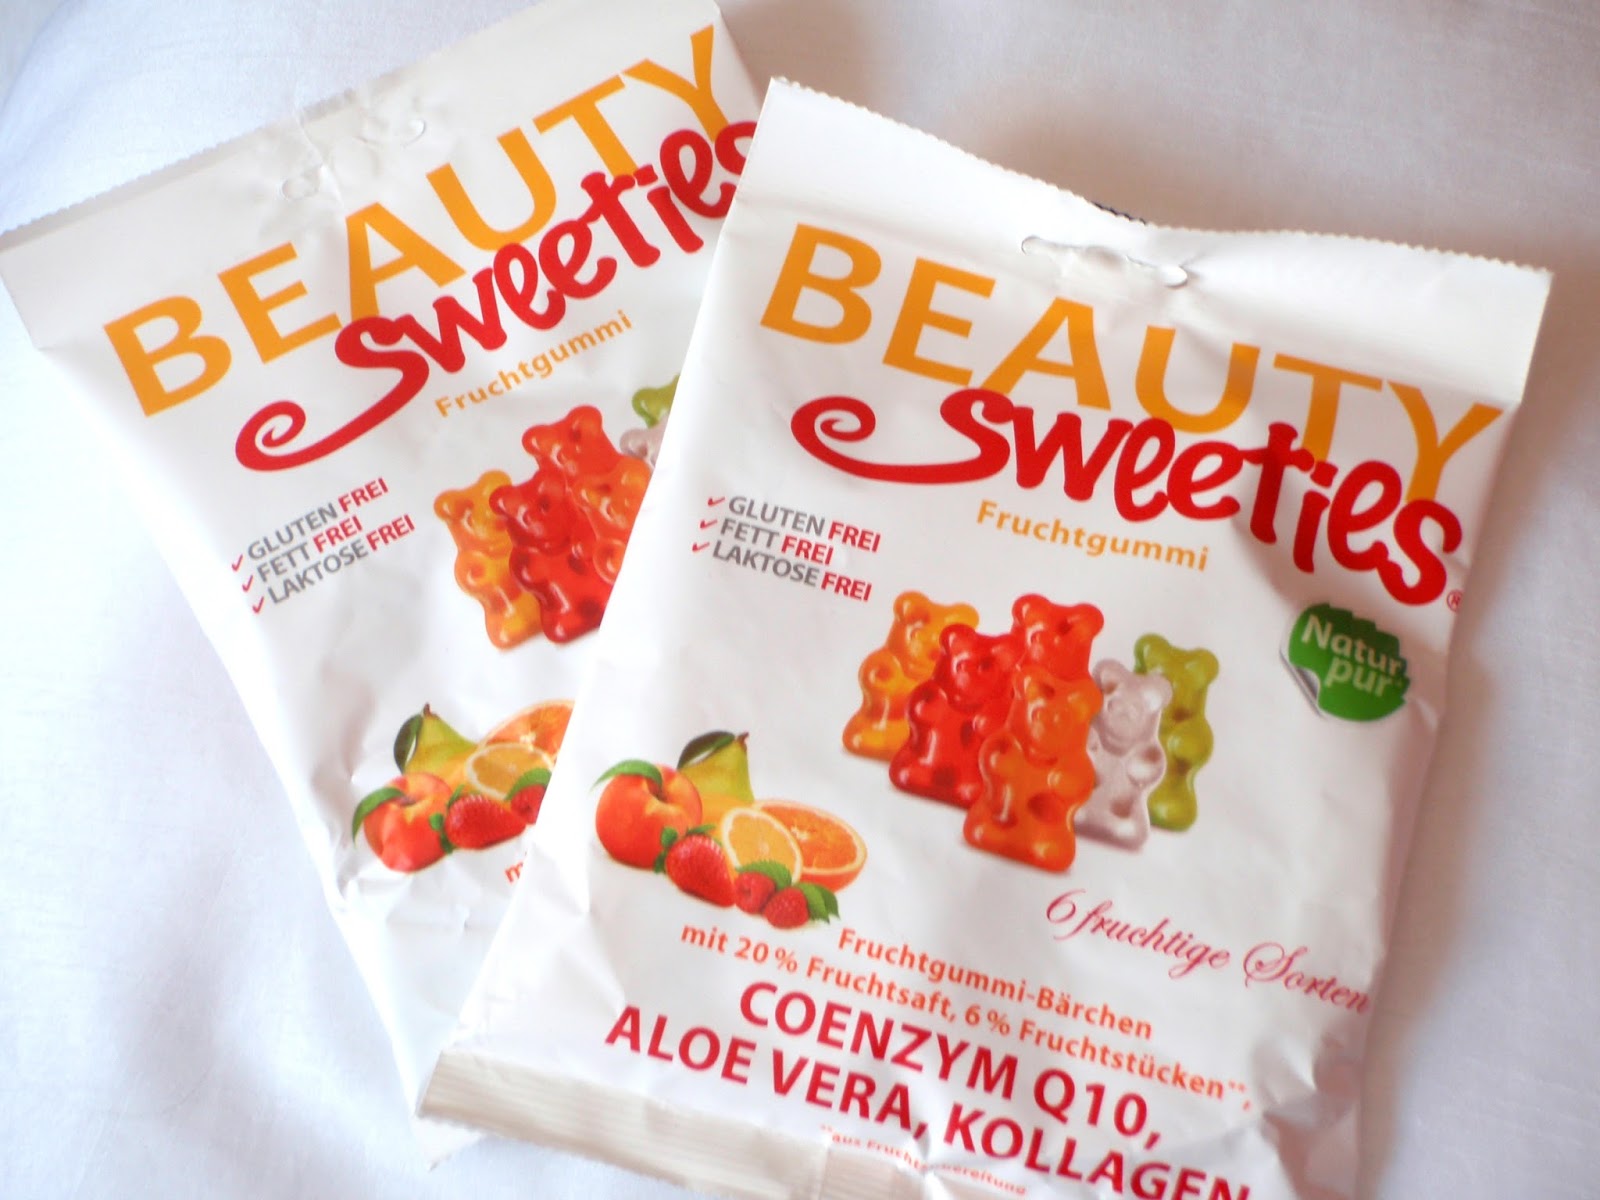 BEAUTY
Sweeties
Fruchtgummi
GLUTEN FREI
FETT FREI
LAKTOSE FREI
BEAUTY
Sweeties®
Fruchtgummi
GLUTEN FREI
FETT FREI
LAKTOSE FREI
Natur
pur
6 fruchtige Sorten
Fruchtgummi-Bärchen
mit 20 % Fruchtsaft, 6 % Fruchtstücken**,
COENZYM Q10,
ALOE VERA, KOLLAGEN